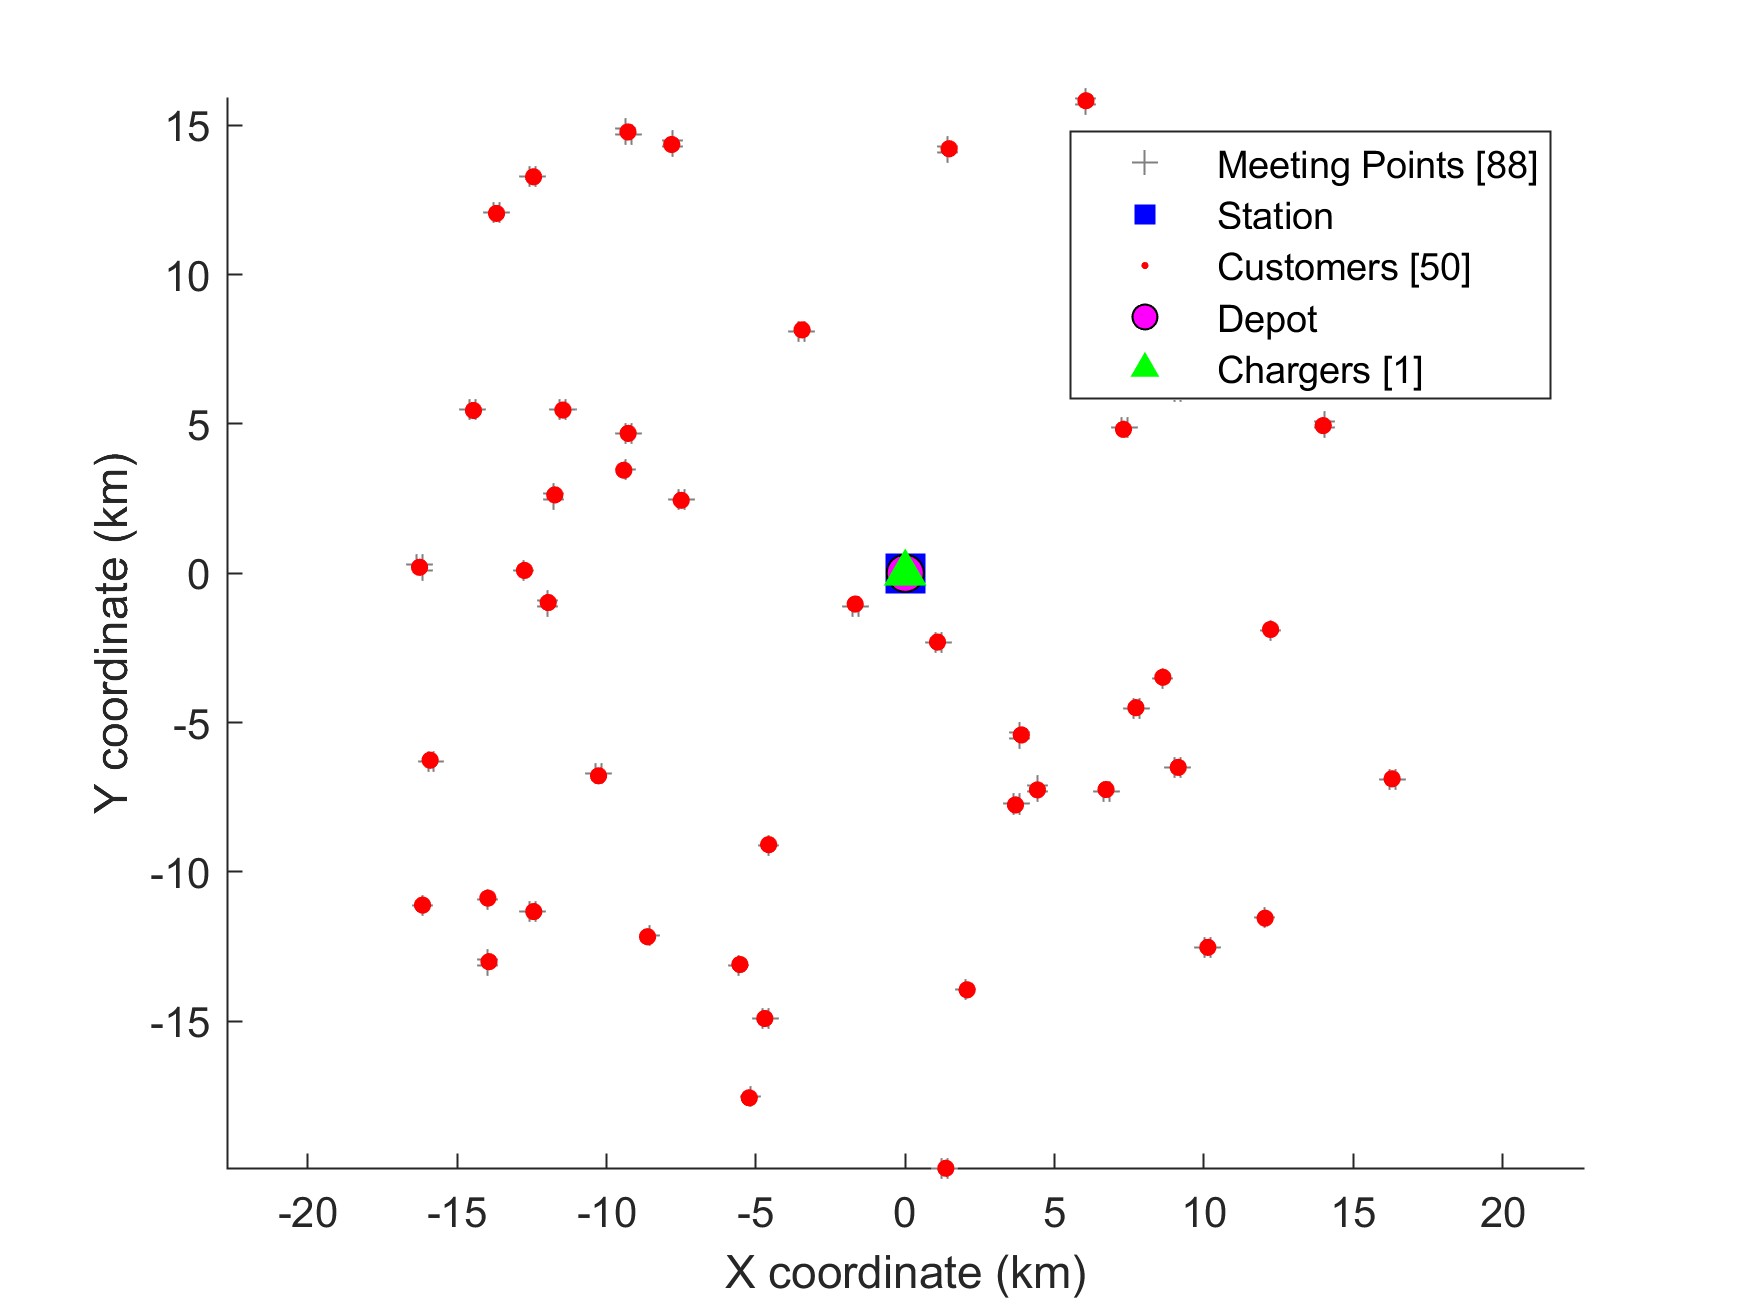 15
10
5
0
-5
-10
-15
Y coordinate (km)
Meeting Points [88]
Station
Customers [50]
Depot
Chargers [1]
-20 -15 -10 -5 0 5 10 15 20
X coordinate (km)